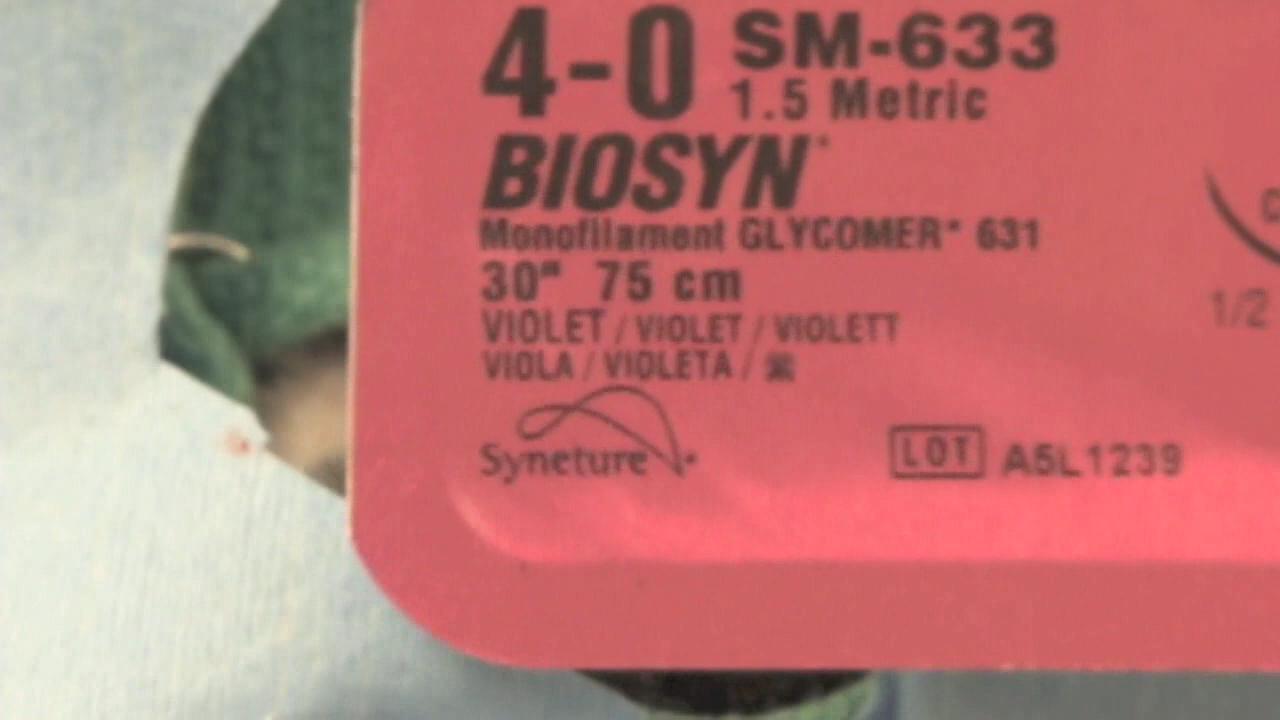 4-0 SM-633
1.5 Metric
BIOSYN*
Monofilament GLYCOMER* 631
30" 75 cm
VIOLET / VIOLET / VIOLETT
VIOLA / VIOLETA /
1/2
Syneture
LOT A5L1239